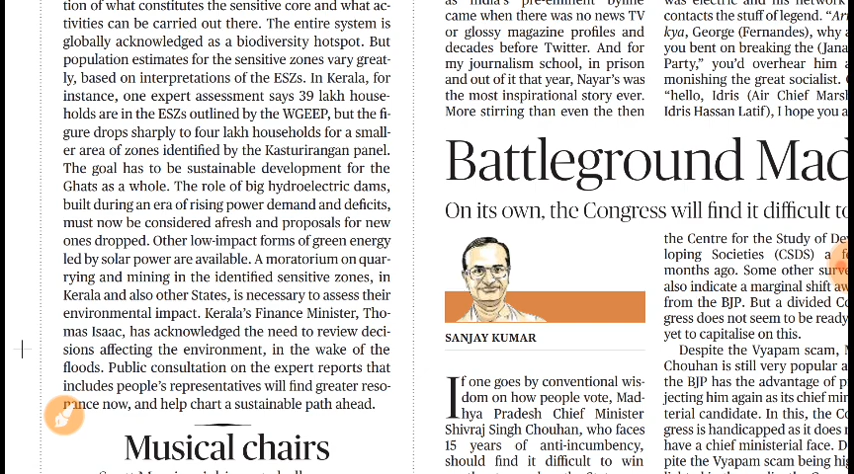 tion of what constitutes the sensitive core and what ac-
tivities can be carried out there. The entire system is
globally acknowledged as a biodiversity hotspot. But
population estimates for the sensitive zones vary great-
ly, based on interpretations of the ESZs. In Kerala, for
instance, one expert assessment says 39 lakh house-
holds are in the ESZs outlined by the WGEEP, but the fi-
gure drops sharply to four lakh households for a small-
er area of zones identified by the Kasturirangan panel.
The goal has to be sustainable development for the
Ghats as a whole. The role of big hydroelectric dams,
built during an era of rising power demand and deficits,
must now be considered afresh and proposals for new
ones dropped. Other low-impact forms of green energy
led by solar power are available. A moratorium on quar-
rying and mining in the identified sensitive zones, in
Kerala and also other States, is necessary to assess their
environmental impact. Kerala's Finance Minister, Tho-
mas Isaac, has acknowledged the need to review deci-
sions affecting the environment, in the wake of the
floods. Public consultation on the expert reports that
includes people's representatives will find greater reso-
nance now, and help chart a sustainable path ahead.
Musical chairs
as India's pre-eminent byline
came when there was no news TV
or glossy magazine profiles and
decades before Twitter. And for
my journalism school, in prison
and out of it that year, Nayar's was
the most inspirational story ever.
More stirring than even the then
was electric and his network
contacts the stuff of legend. "Ar
kya, George (Fernandes), why a
you bent on breaking the (Jana
Party," you'd overhear him a
monishing the great socialist. 
"hello, Idris (Air Chief Marsl
Idris Hassan Latif), I hope you a
Battleground Mad
On its own, the Congress will find it difficult to
SANJAY KUMAR
If one goes by conventional wis-
dom on how people vote, Mad-
hya Pradesh Chief Minister
Shivraj Singh Chouhan, who faces
15 years of anti-incumbency,
should find it difficult to win
the Centre for the Study of De
loping Societies (CSDS) a f
months ago. Some other surve
also indicate a marginal shift aw
from the BJP. But a divided Co
gress does not seem to be ready
yet to capitalise on this.
Despite the Vyapam scam, M
Chouhan is still very popular a
the BJP has the advantage of p
jecting him again as its chief min
terial candidate. In this, the Co
gress is handicapped as it does n
have a chief ministerial face. D
pite the Vyapam scam being hi